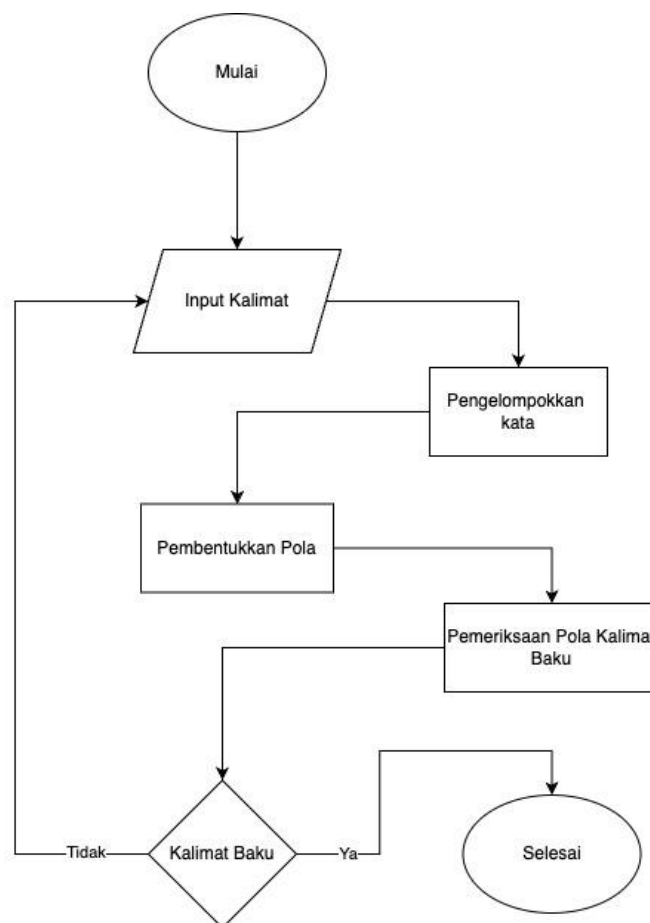 Mulai
Input Kalimat
Pengelompokkan
kata
Pembentukkan Pola
Pemeriksaan Pola Kalima
Baku
Tidak
Kalimat Baku
Ya
Selesai